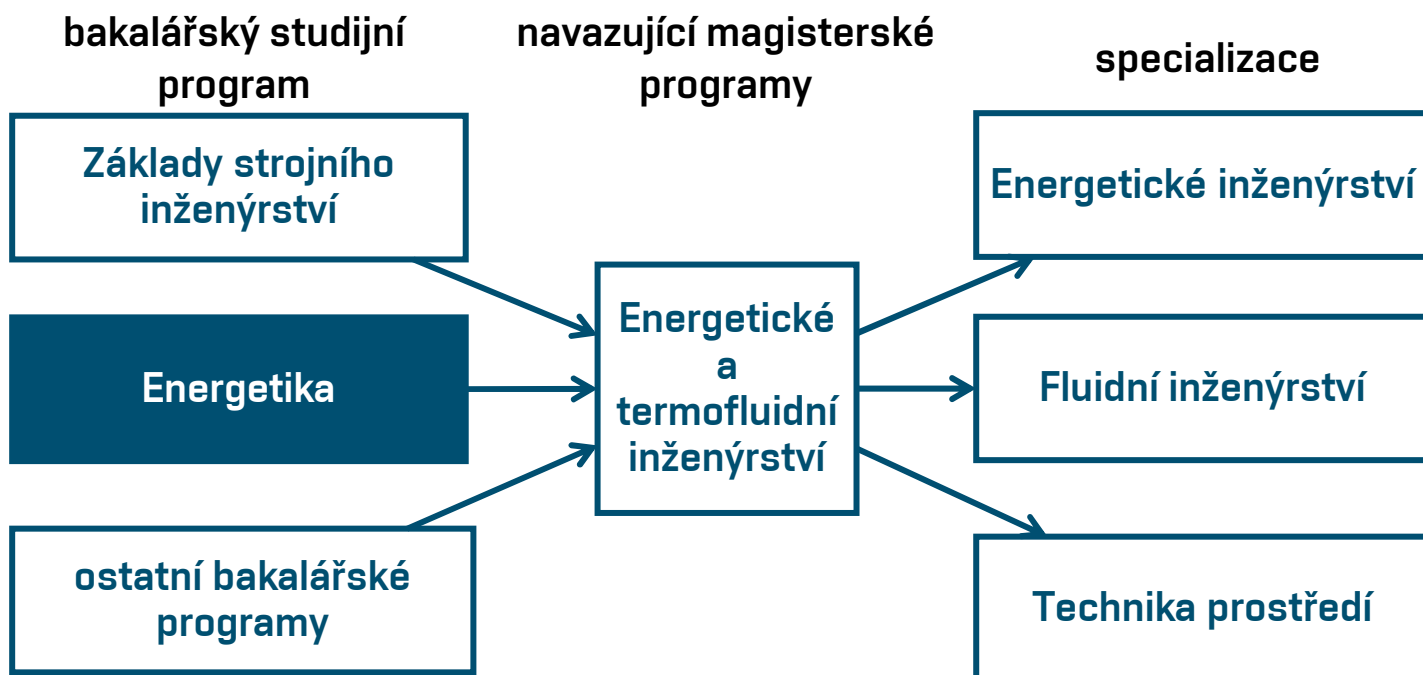 bakalářský studijní
program
navazující magisterské
programy
specializace
Základy strojního
inženýrství
Energetika
ostatní bakalářské
programy
Energetické
a
termofluidní
inženýrství
Energetické inženýrství
Fluidní inženýrství
Technika prostředí